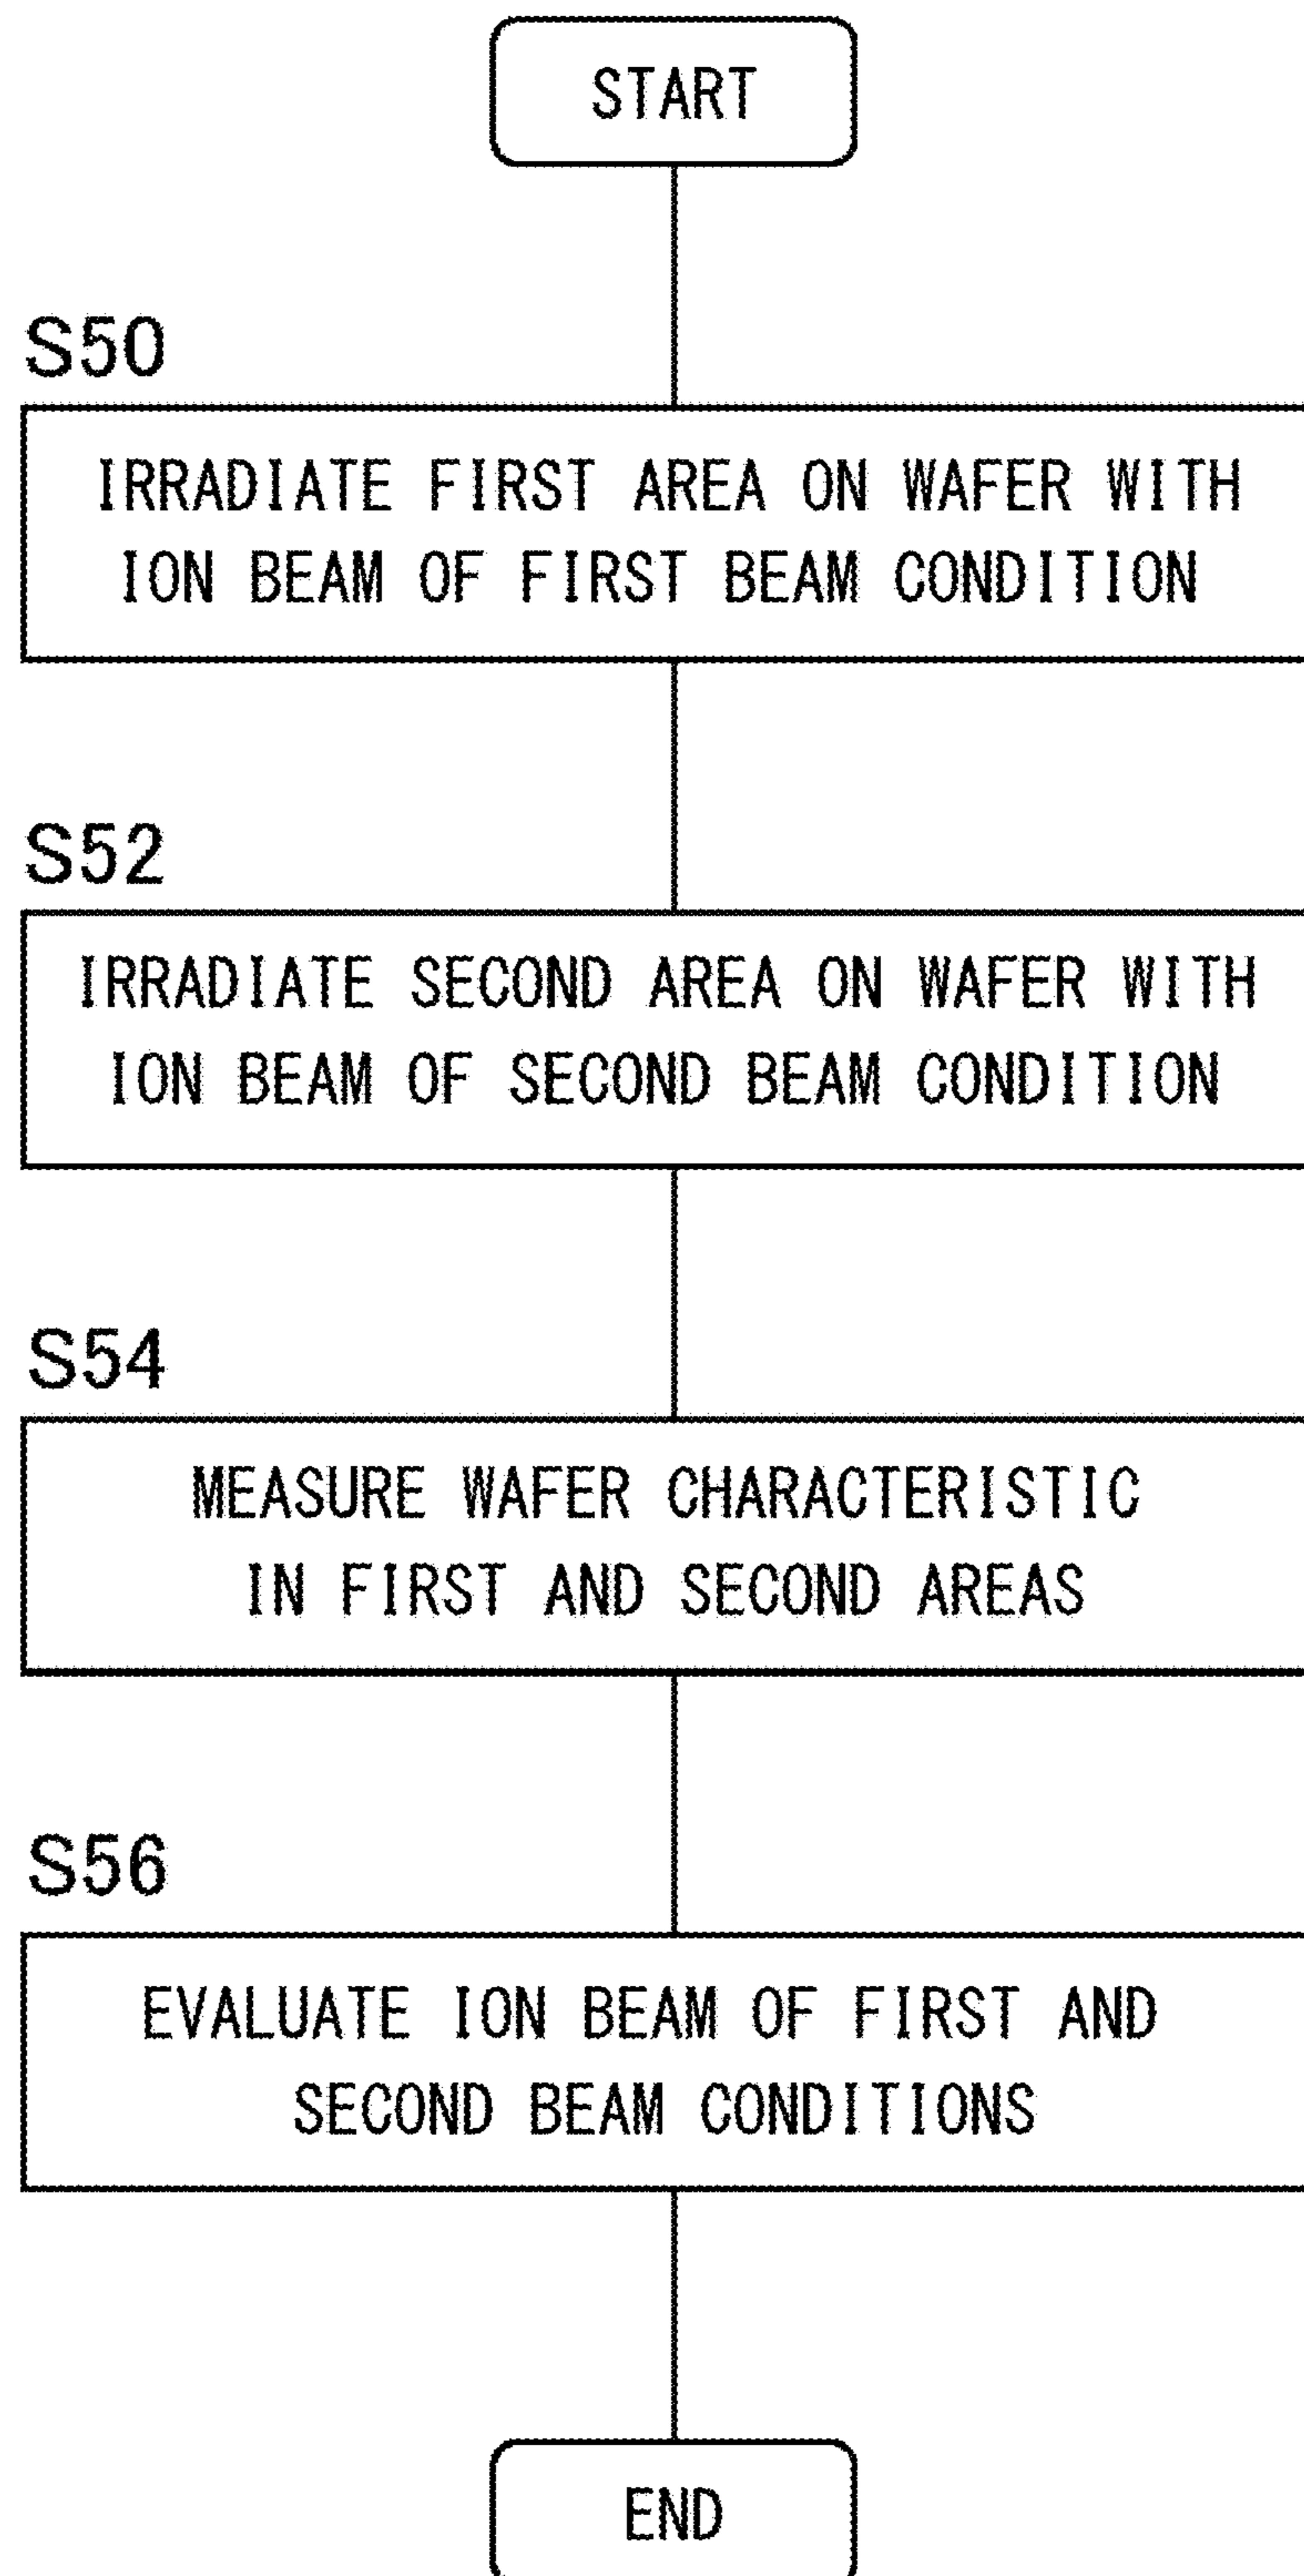 START
S50
IRRADIATE FIRST AREA ON WAFER WITH
ION BEAM OF FIRST BEAM CONDITION
S52
IRRADIATE SECOND AREA ON WAFER WITH
ION BEAM OF SECOND BEAM CONDITION
S54
MEASURE WAFER CHARACTERISTIC
IN FIRST AND SECOND AREAS
S56
EVALUATE ION BEAM OF FIRST AND
SECOND BEAM CONDITIONS
END